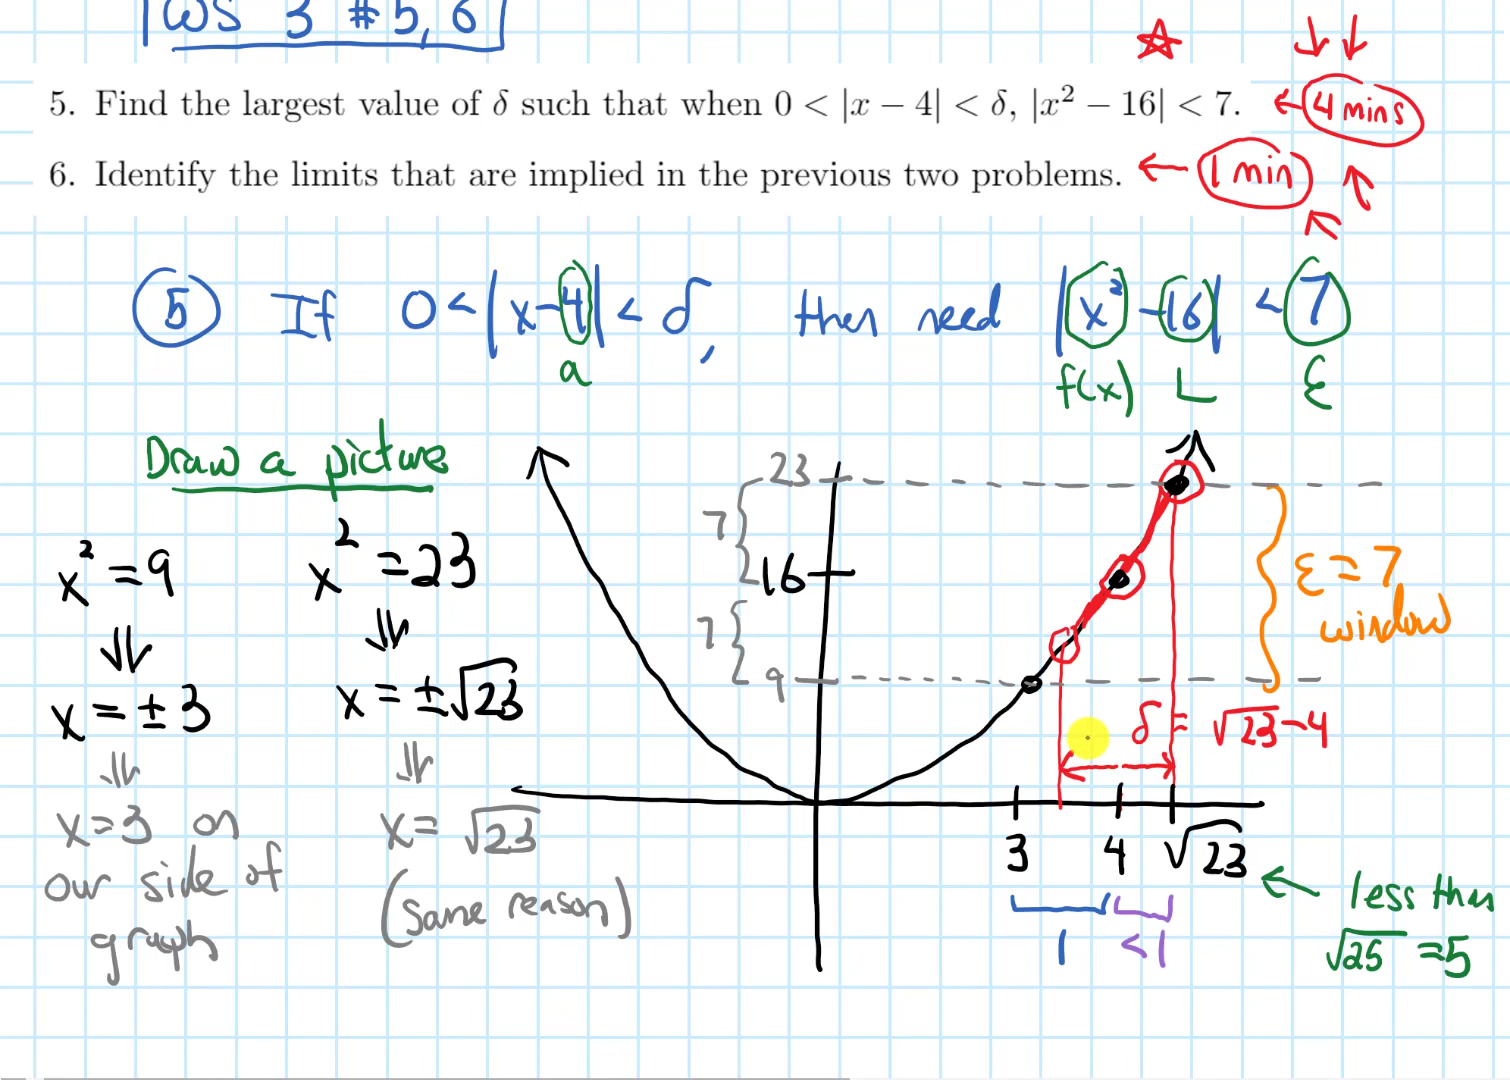 WS 3 #5, 6
5. Find the largest value of δ such that when 0 < |x − 4| < δ, |x² − 16| < 7.
← 4 mins
6. Identify the limits that are implied in the previous two problems.
← 1 min
5 If 0 < |x − 4| < δ, then need |x² − 16| < 7
a f(x) L ε
Draw a picture
x² = 9
x = ± 3
x = 3 on
our side of
graph
x² = 23
x = ±√23
x = √23
(same reason)
23
7
16
7
9
ε = 7
window
δ = √23 − 4
3 4 √23
1 < 1
← less than
√25 = 5